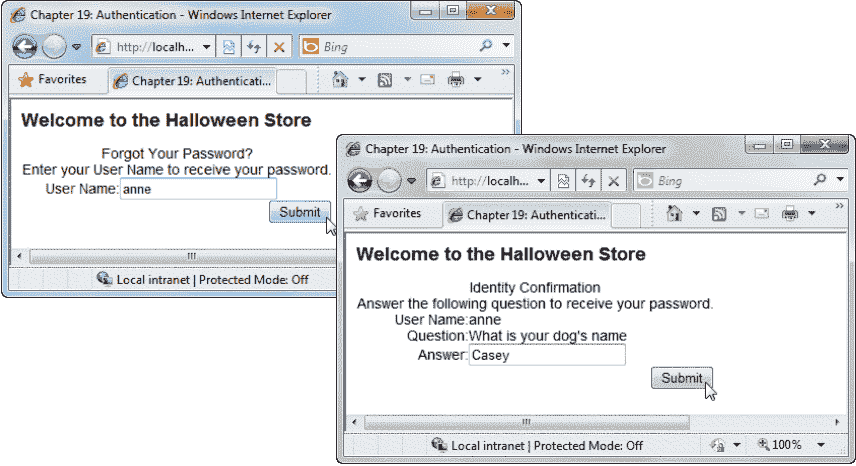 Chapter 19: Authentication - Windows Internet Explorer
http://localh...
Bing
Favorites
Chapter 19: Authenticati...
Welcome to the Halloween Store
Forgot Your Password?
Enter your User Name to receive your password.
User Name: anne
Submit
Local intranet | Protected Mode: Off
Chapter 19: Authentication - Windows Internet Explorer
http://localh...
Bing
Favorites
Chapter 19: Authenticati...
Welcome to the Halloween Store
Identity Confirmation
Answer the following question to receive your password.
User Name:anne
Question:What is your dog's name
Answer: Casey
Submit
Local intranet | Protected Mode: Off
100%